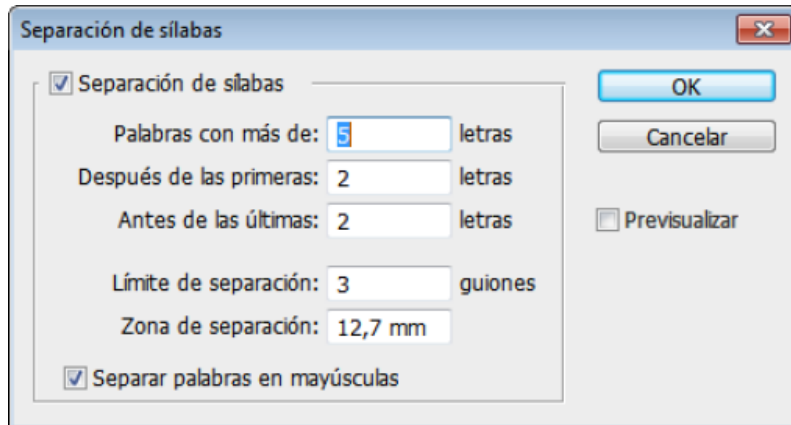 Separación de sílabas
Separación de sílabas
OK
Palabras con más de: 5 letras
Cancelar
Después de las primeras: 2 letras
Antes de las últimas: 2 letras
Previsualizar
Límite de separación: 3 guiones
Zona de separación: 12,7 mm
Separar palabras en mayúsculas